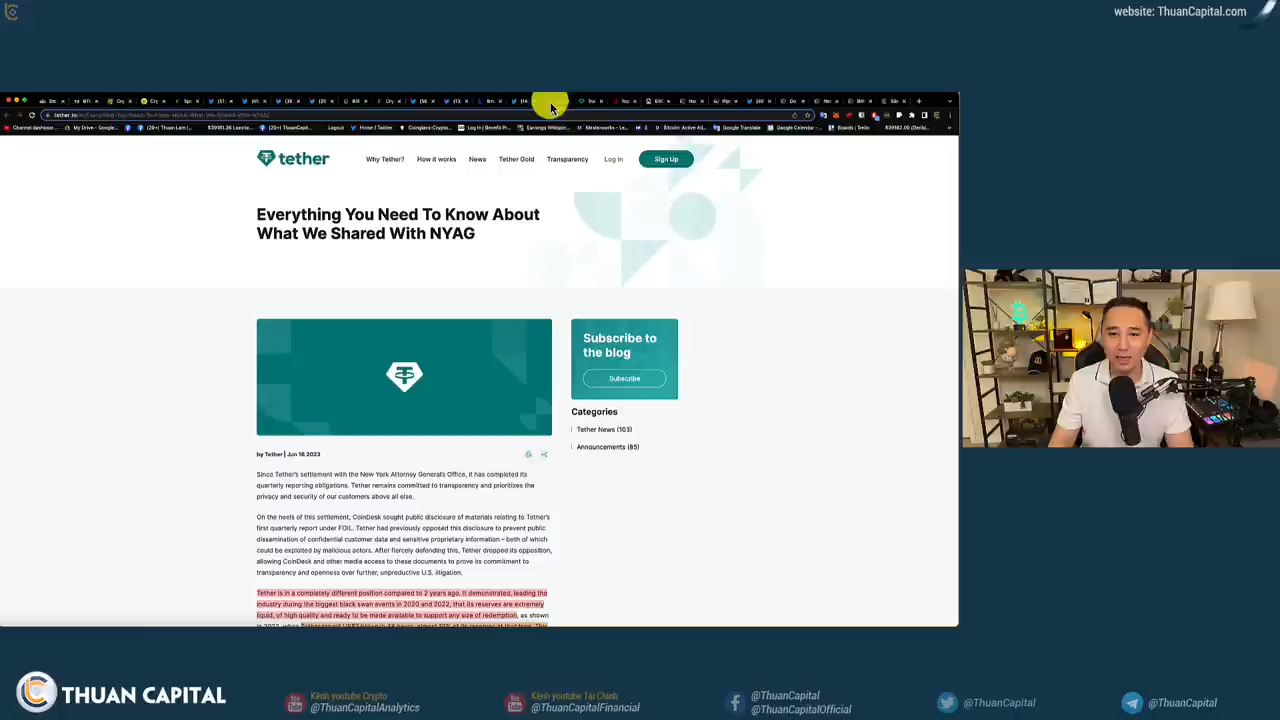 website: ThuanCapital.com
tether
Why Tether?
How it works
News
Tether Gold
Transparency
Log in
Sign Up
Everything You Need To Know About
What We Shared With NYAG
Subscribe to
the blog
Subscribe
Categories
Tether News (103)
Announcements (85)
by Tether | Jun 16 2023
Since Tether's settlement with the New York Attorney General's Office, it has completed its
quarterly reporting obligations. Tether remains committed to transparency and prioritizes the
privacy and security of our customers above all else.
On the heels of this settlement, CoinDesk sought public disclosure of materials relating to Tether's
first quarterly report under FOIL. Tether had previously opposed this disclosure to prevent public
dissemination of confidential customer data and sensitive proprietary information – both of which
could be exploited by malicious actors. After fiercely defending this, Tether dropped its opposition,
allowing CoinDesk and other media access to these documents to prove its commitment to
transparency and openness over further, unproductive U.S. litigation.
Tether is in a completely different position compared to 2 years ago. It demonstrated, leading the
industry during the biggest black swan events in 2020 and 2022, that its reserves are extremely
liquid, of high quality and ready to be made available to support any size of redemption, as shown
THUAN CAPITAL
Kênh youtube Crypto
@ThuanCapitalAnalytics
Kênh youtube Tài Chính
@ThuanCapitalFinancial
@ThuanCapital
@ThuanCapitalOfficial
@ThuanCapital
@ThuanCapital